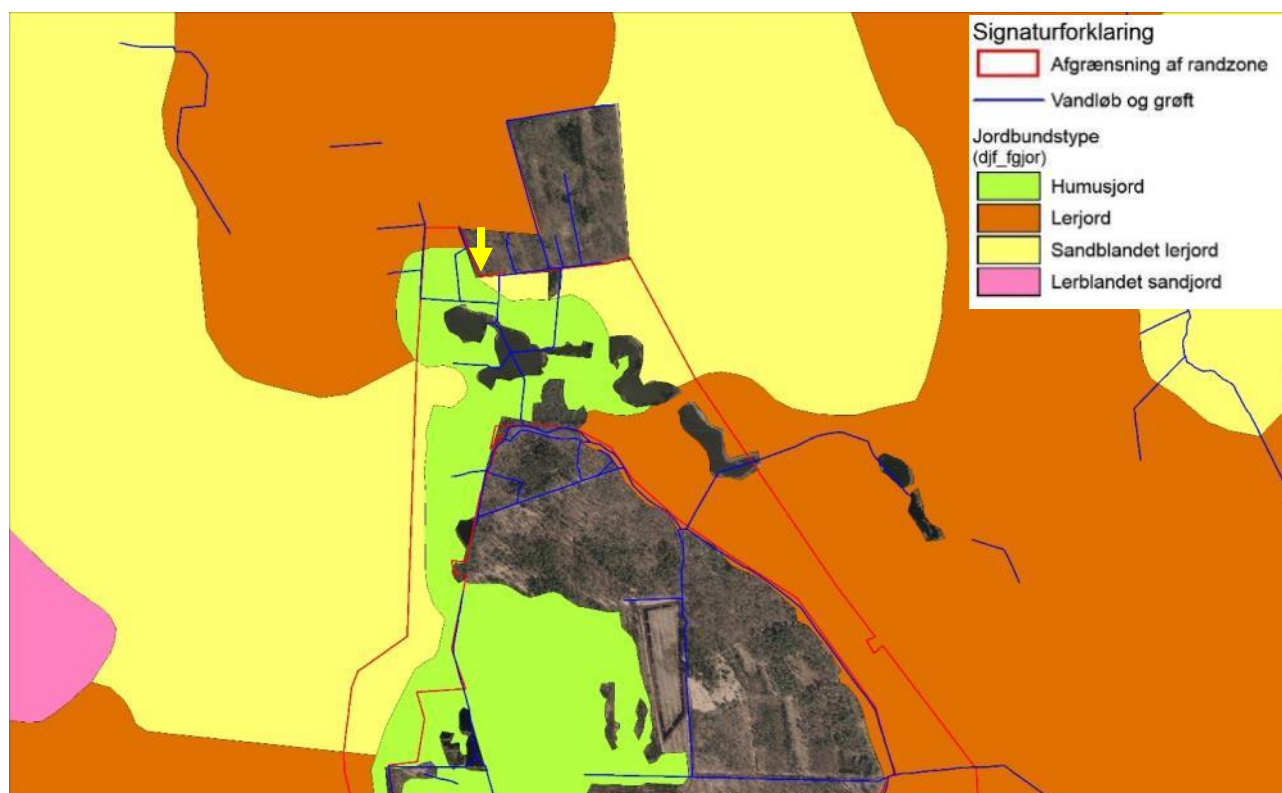 Signaturforklaring
Afgrænsning af randzone
Vandløb og grøft
Jordbundstype
(djf_fgjor)
Humusjord
Lerjord
Sandblandet lerjord
Lerblandet sandjord